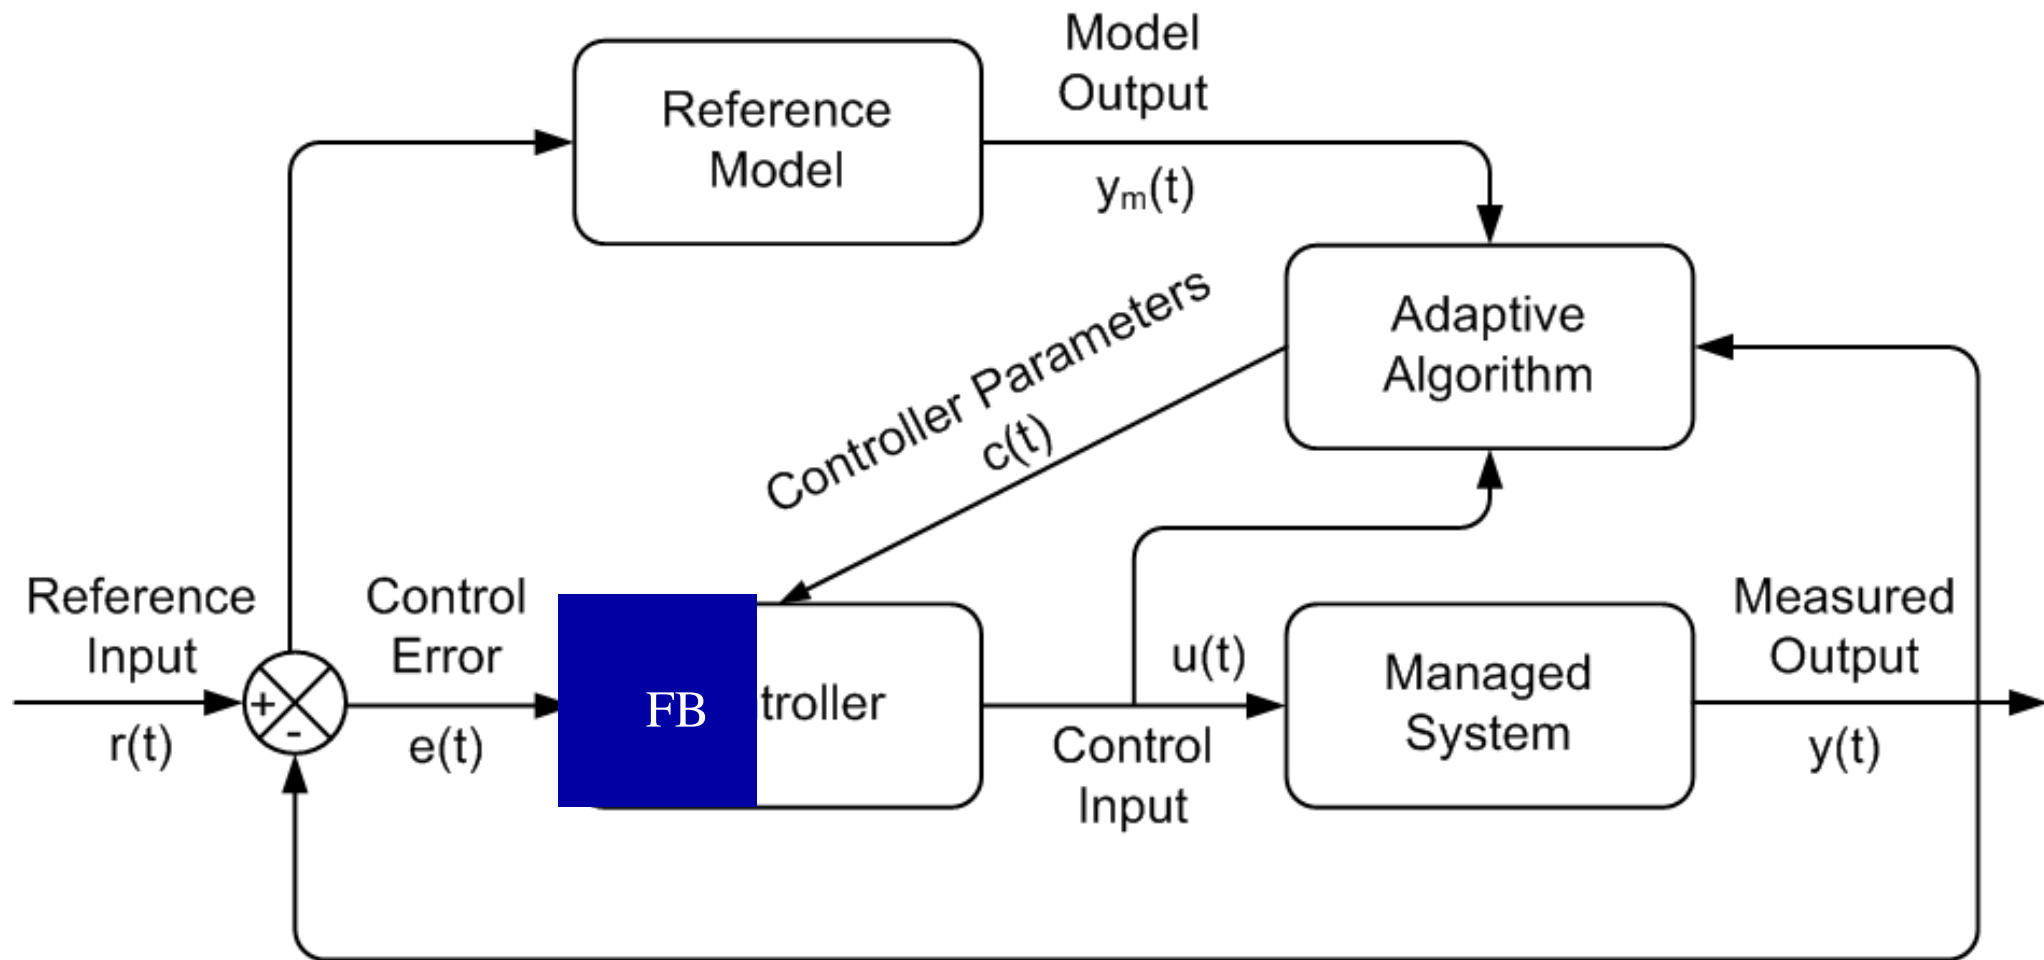 Model
Output
Reference
Model
yₘ(t)
Adaptive
Algorithm
Controller Parameters
c(t)
Reference
Input
r(t)
+
-
Control
Error
e(t)
FB
troller
u(t)
Control
Input
Managed
System
Measured
Output
y(t)